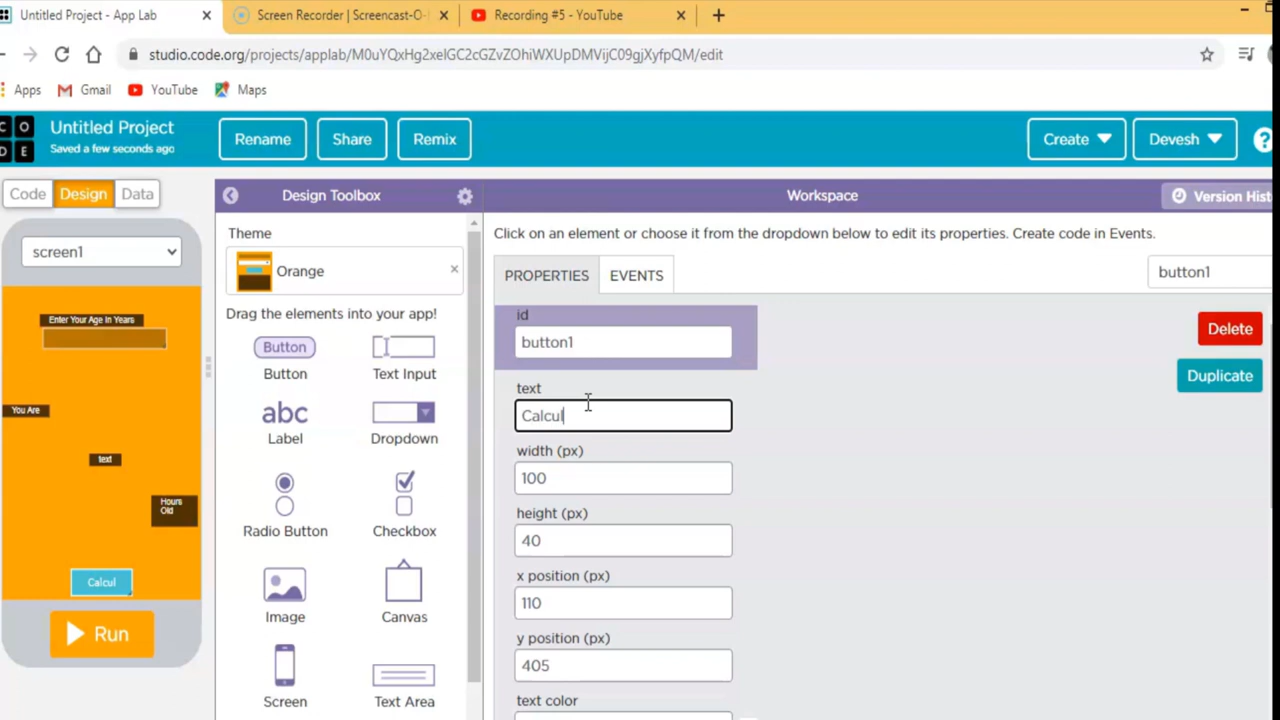 Untitled Project - App Lab
Screen Recorder | Screencast-O-
Recording #5 - YouTube
studio.code.org/projects/applab/M0uYQxHg2xelGC2cGZvZOhiWXUpDMVijC09gjXyfpQM/edit
Apps
Gmail
YouTube
Maps
C O
D E
Untitled Project
Saved a few seconds ago
Rename
Share
Remix
Create
Devesh
?
Code
Design
Data
Design Toolbox
Workspace
Version Hist
screen1
Theme
Orange
Click on an element or choose it from the dropdown below to edit its properties. Create code in Events.
PROPERTIES
EVENTS
button1
Drag the elements into your app!
Enter Your Age In Years
You Are
text
Hours
Old
Calcul
Run
Button
Button
Text Input
abc
Label
Dropdown
Radio Button
Checkbox
Image
Canvas
Screen
Text Area
id
button1
Delete
Duplicate
text
Calcul
width (px)
100
height (px)
40
x position (px)
110
y position (px)
405
text color